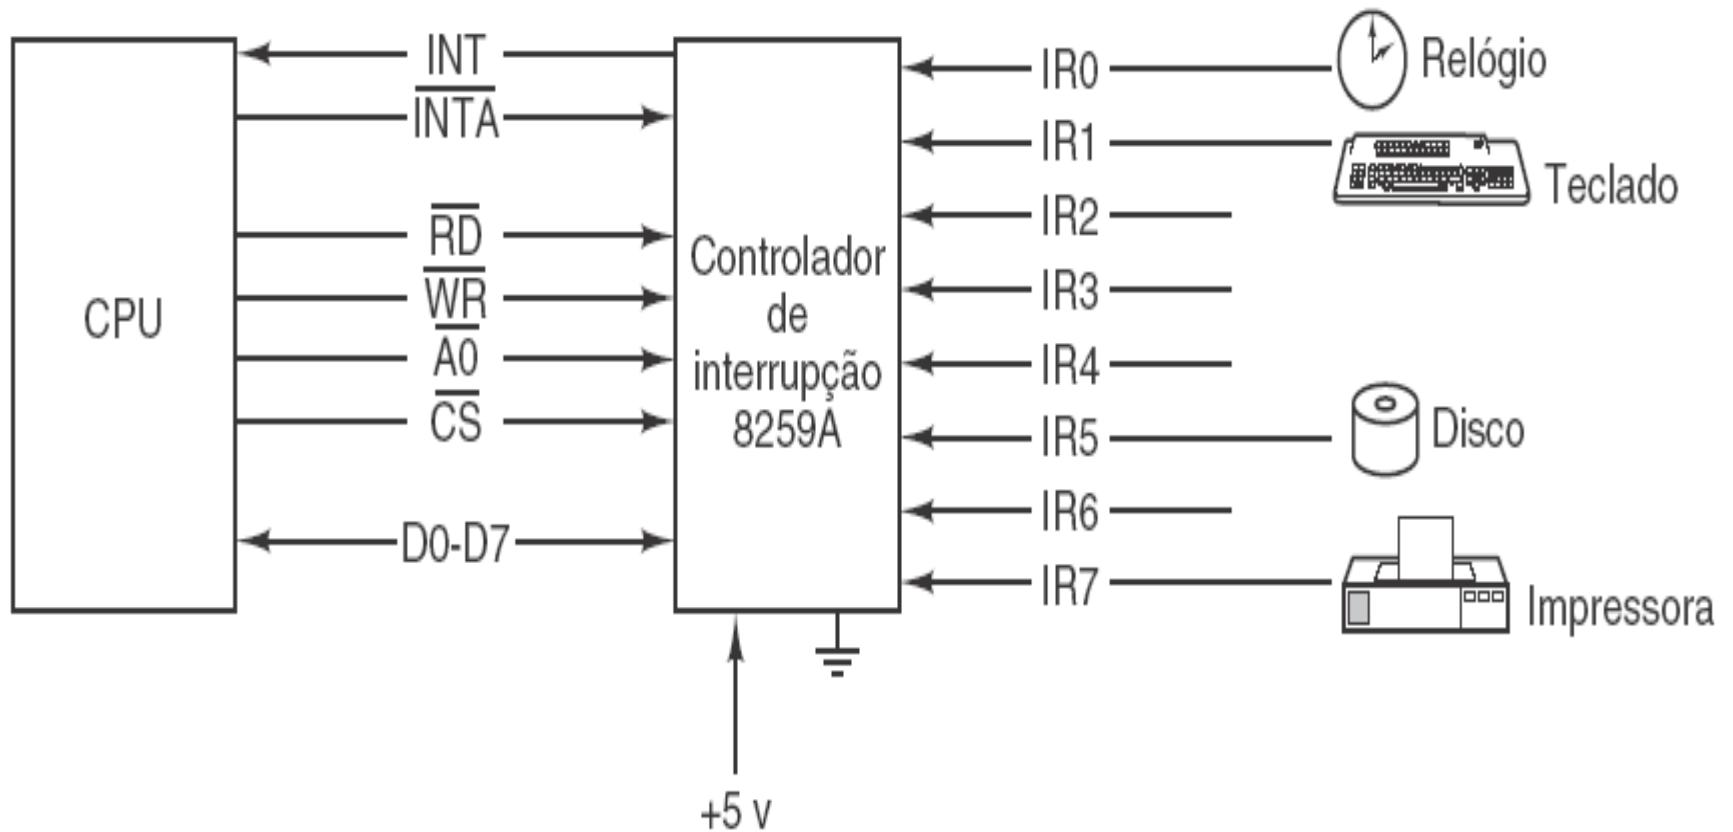 CPU
INT
INTA
RD
WR
A0
CS
D0-D7
Controlador
de
interrupção
8259A
+5 v
IR0
Relógio
IR1
Teclado
IR2
IR3
IR4
IR5
Disco
IR6
IR7
Impressora